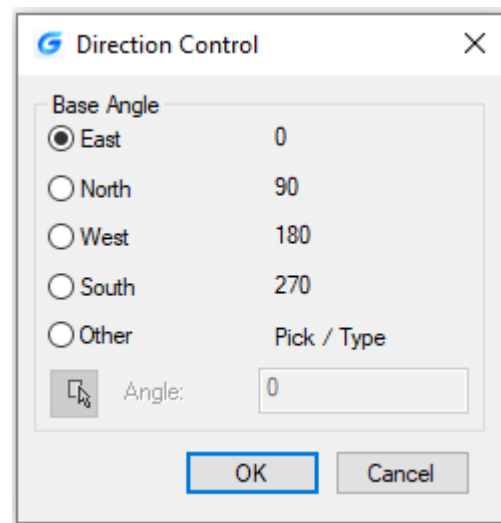 Direction Control
Base Angle
East 0
North 90
West 180
South 270
Other Pick / Type
Angle: 0
OK Cancel